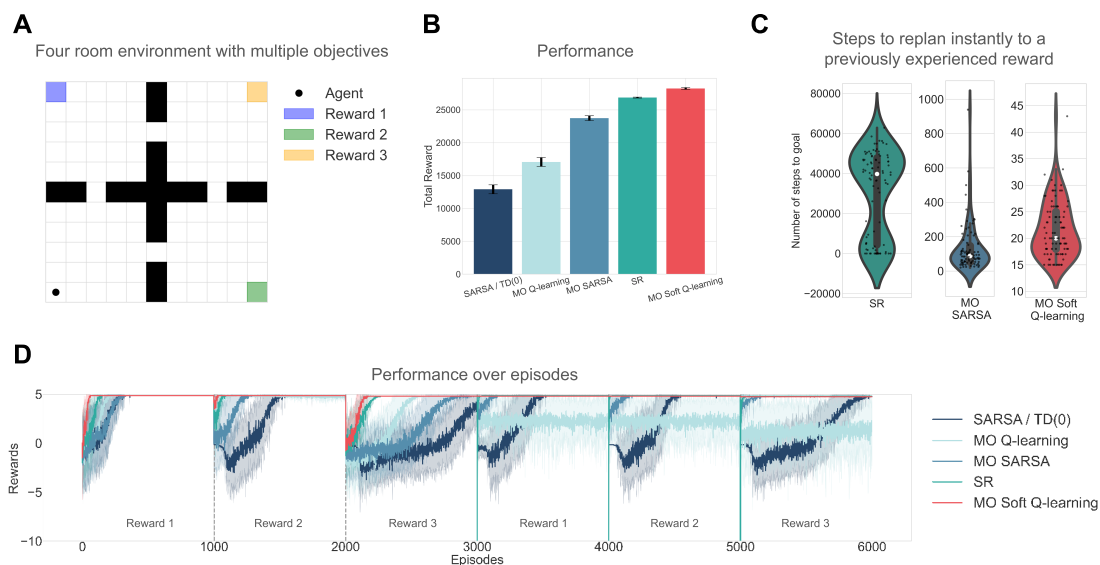 A
Four room environment with multiple objectives
Agent
Reward 1
Reward 2
Reward 3
B
Performance
Total Reward
25000
20000
15000
10000
5000
0
SARSA / TD(0)
MO Q-learning
MO SARSA
SR
MO Soft Q-learning
C
Steps to replan instantly to a
previously experienced reward
Number of steps to goal
80000
60000
40000
20000
0
−20000
SR
1000
800
600
400
200
0
MO
SARSA
45
40
35
30
25
20
15
10
MO Soft
Q-learning
D
Performance over episodes
Rewards
5
0
−5
−10
Reward 1
Reward 2
Reward 3
Reward 1
Reward 2
Reward 3
0
1000
2000
3000
4000
5000
6000
Episodes
SARSA / TD(0)
MO Q-learning
MO SARSA
SR
MO Soft Q-learning